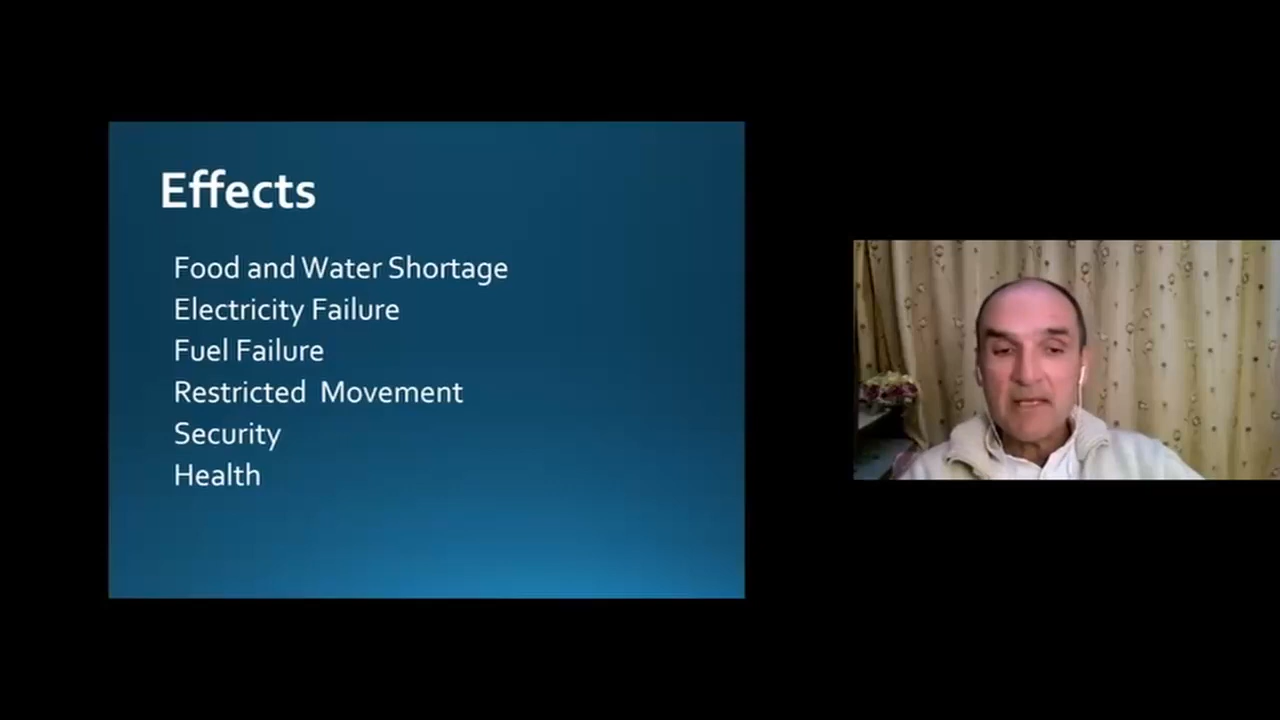 Effects
Food and Water Shortage
Electricity Failure
Fuel Failure
Restricted  Movement
Security
Health